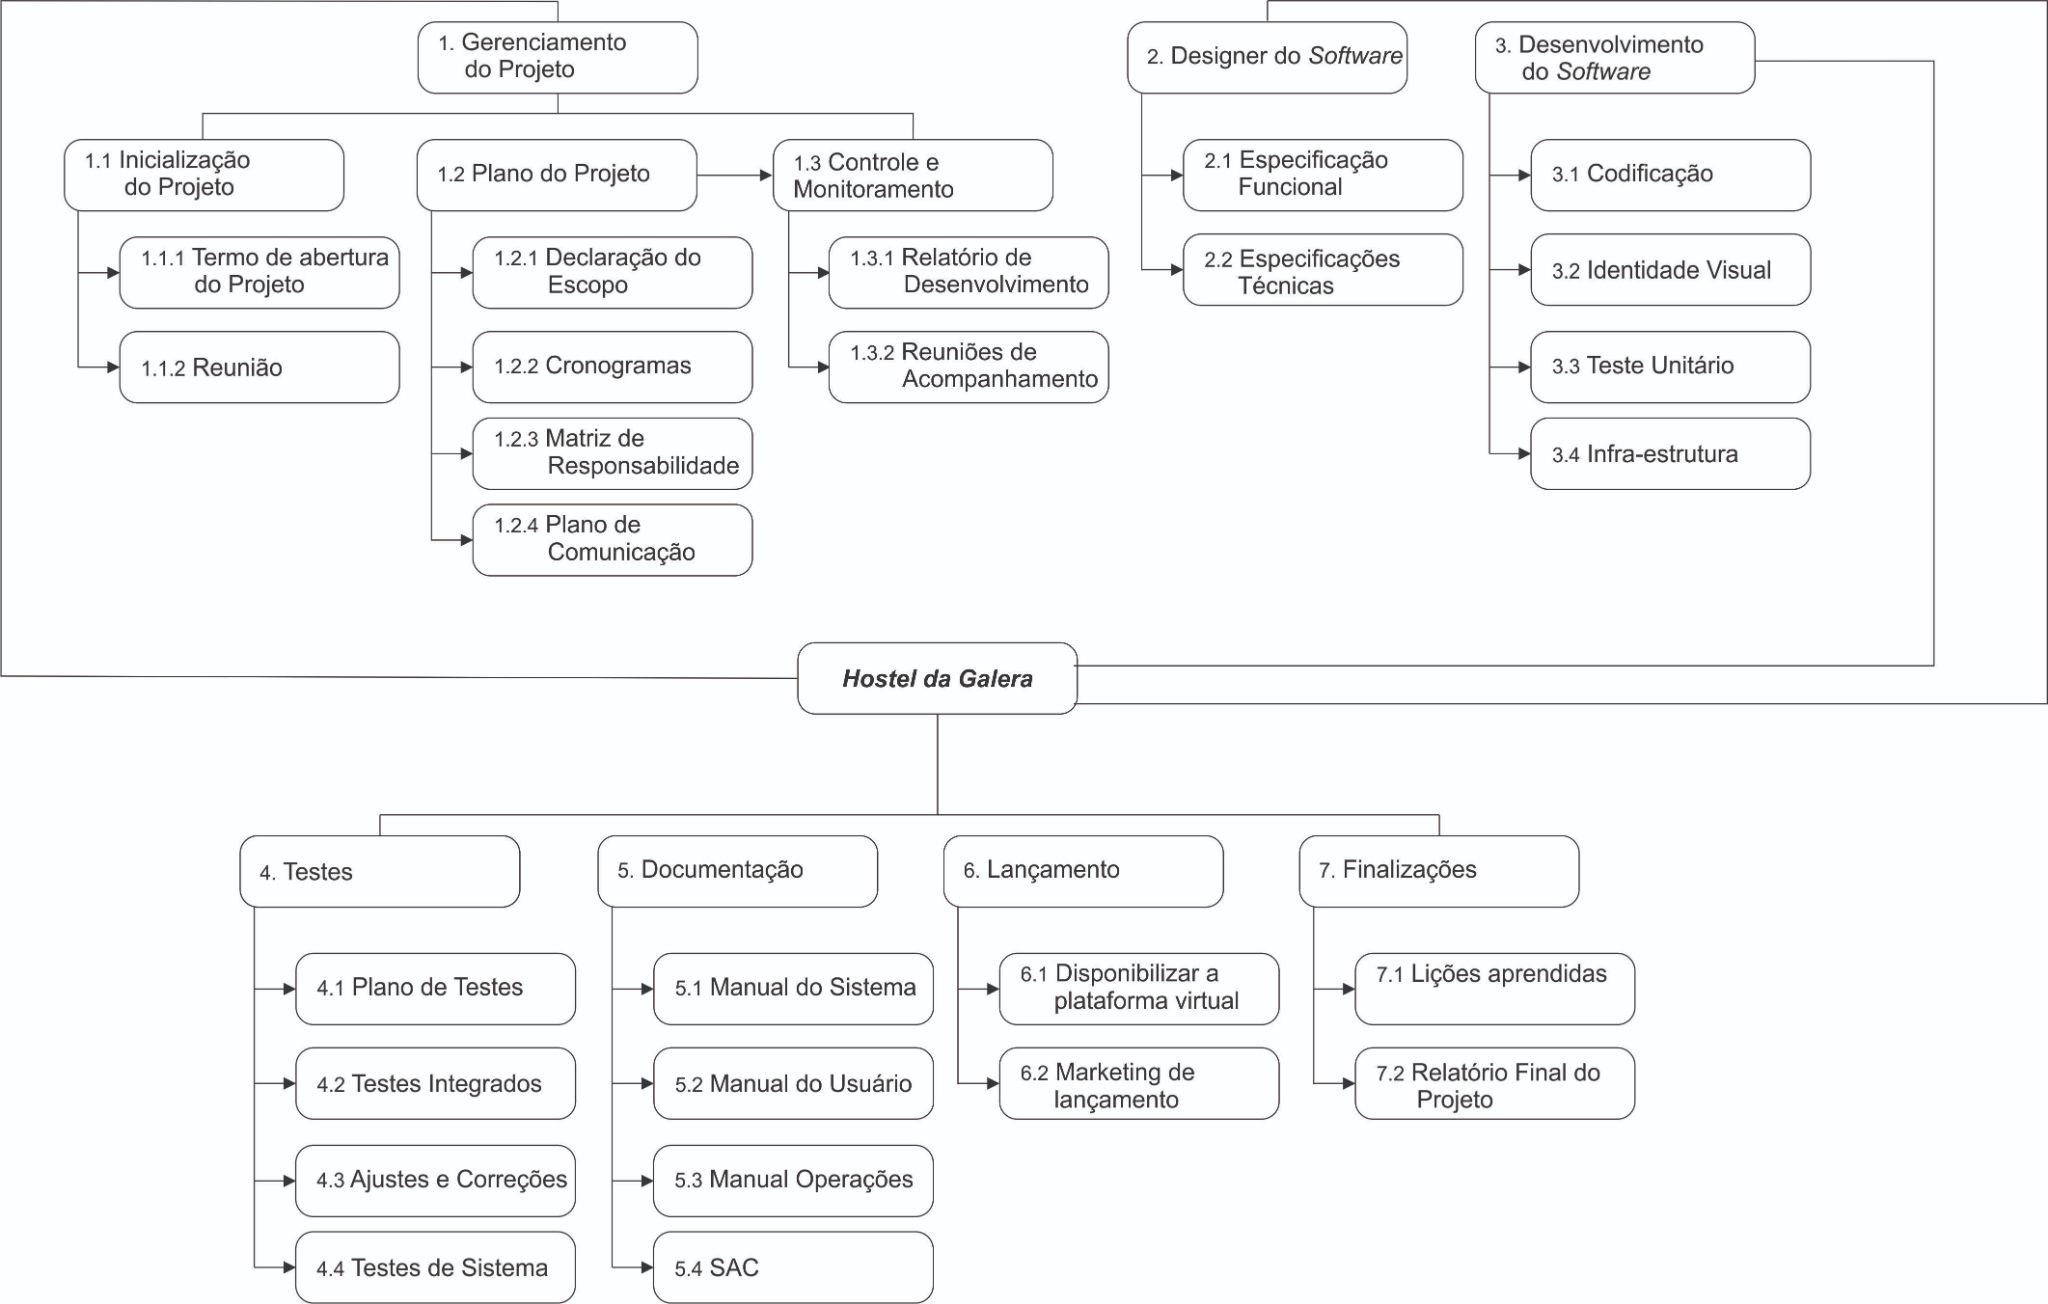 1. Gerenciamento
do Projeto
2. Designer do Software
3. Desenvolvimento
do Software
1.1 Inicialização
do Projeto
1.2 Plano do Projeto
1.3 Controle e
Monitoramento
1.1.1 Termo de abertura
do Projeto
1.1.2 Reunião
1.2.1 Declaração do
Escopo
1.2.2 Cronogramas
1.2.3 Matriz de
Responsabilidade
1.2.4 Plano de
Comunicação
1.3.1 Relatório de
Desenvolvimento
1.3.2 Reuniões de
Acompanhamento
2.1 Especificação
Funcional
2.2 Especificações
Técnicas
3.1 Codificação
3.2 Identidade Visual
3.3 Teste Unitário
3.4 Infra-estrutura
Hostel da Galera
4. Testes
4.1 Plano de Testes
4.2 Testes Integrados
4.3 Ajustes e Correções
4.4 Testes de Sistema
5. Documentação
5.1 Manual do Sistema
5.2 Manual do Usuário
5.3 Manual Operações
5.4 SAC
6. Lançamento
6.1 Disponibilizar a
plataforma virtual
6.2 Marketing de
lançamento
7. Finalizações
7.1 Lições aprendidas
7.2 Relatório Final do
Projeto